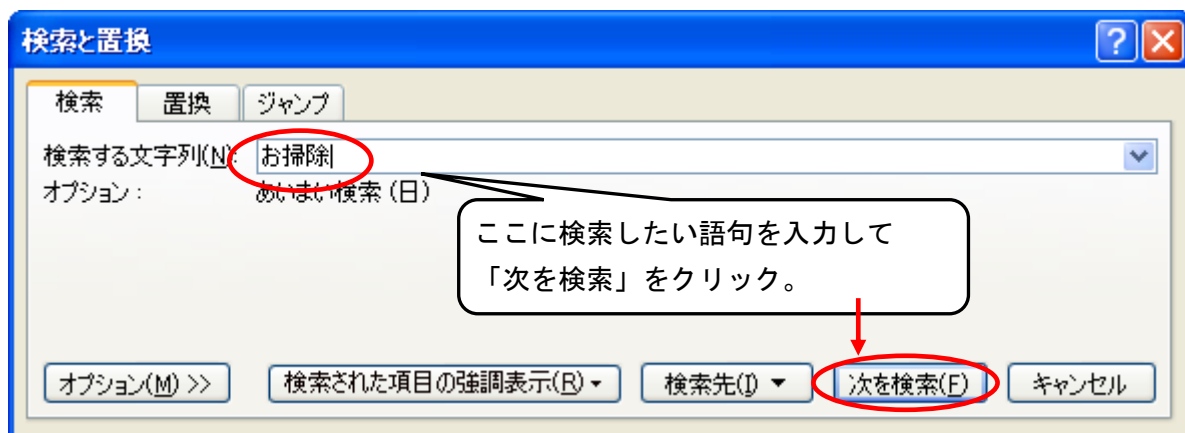 検索と置換
検索 置換 ジャンプ
検索する文字列(N): お掃除
オプション: あいまい検索 (日)
ここに検索したい語句を入力して
「次を検索」をクリック。
オプション(M) >> 検索された項目の強調表示(R) ▾ 検索先(I) ▼ 次を検索(F) キャンセル